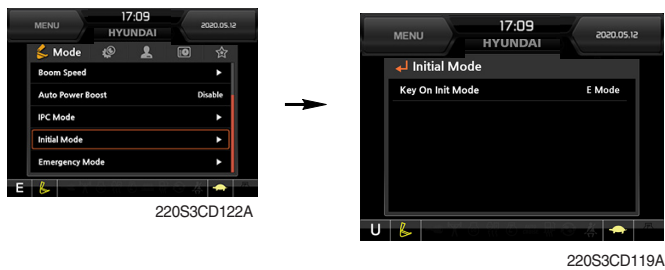 MENU
17:09
HYUNDAI
2020.05.12
Mode
Boom Speed
Auto Power Boost Disable
IPC Mode
Initial Mode
Emergency Mode
E
220S3CD122A
MENU
17:09
HYUNDAI
2020.05.12
Initial Mode
Key On Init Mode E Mode
U
220S3CD119A